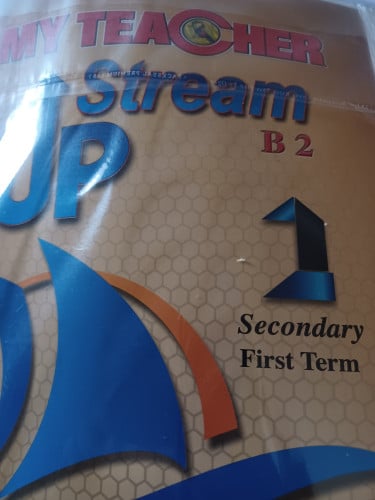 MY TEACHER
Stream
UP
B 2
1
Secondary
First Term